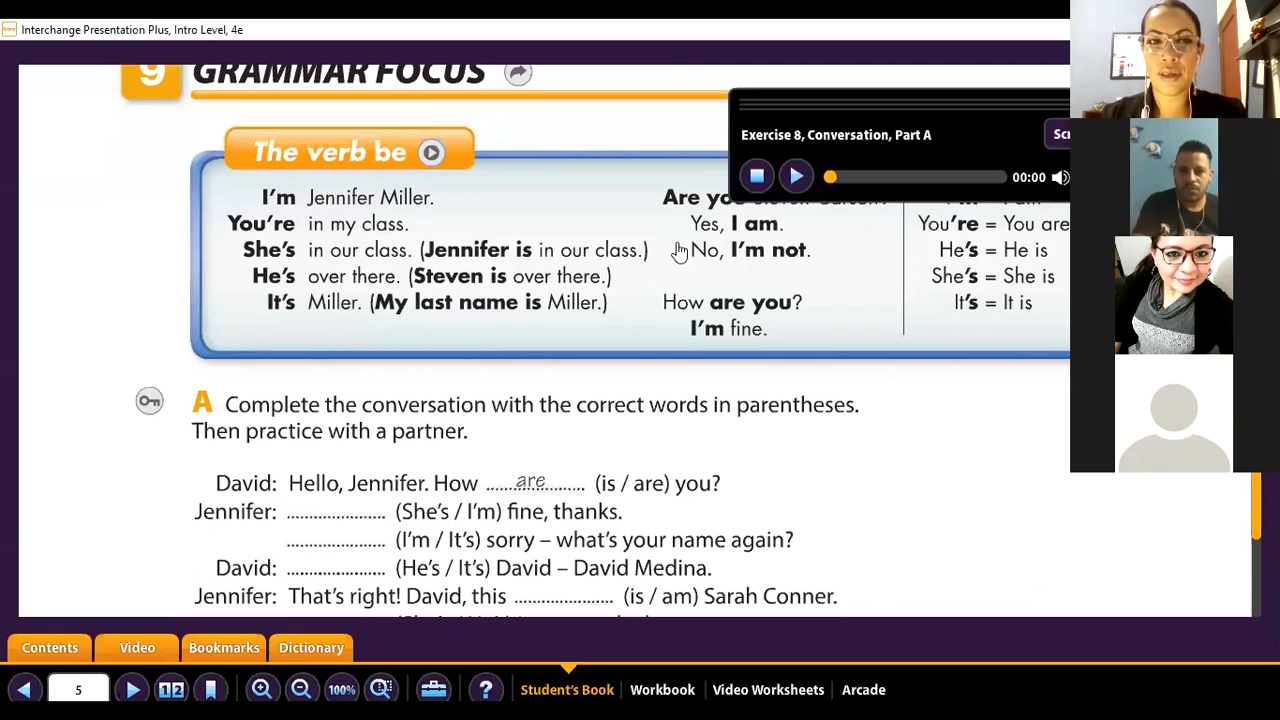 Interchange Presentation Plus, Intro Level, 4e
9 GRAMMAR FOCUS
Exercise 8, Conversation, Part A
00:00
The verb be
I'm Jennifer Miller.
You're in my class.
She's in our class. (Jennifer is in our class.)
He's over there. (Steven is over there.)
It's Miller. (My last name is Miller.)
Yes, I am.
No, I'm not.
How are you?
I'm fine.
You're = You are
He's = He is
She's = She is
It's = It is
A Complete the conversation with the correct words in parentheses.
Then practice with a partner.
David: Hello, Jennifer. How ........are........ (is / are) you?
Jennifer: ..................... (She's / I'm) fine, thanks.
..................... (I'm / It's) sorry – what's your name again?
David: ..................... (He's / It's) David – David Medina.
Jennifer: That's right! David, this ..................... (is / am) Sarah Conner.
Contents Video Bookmarks Dictionary
5 12 100% ? Student's Book Workbook Video Worksheets Arcade